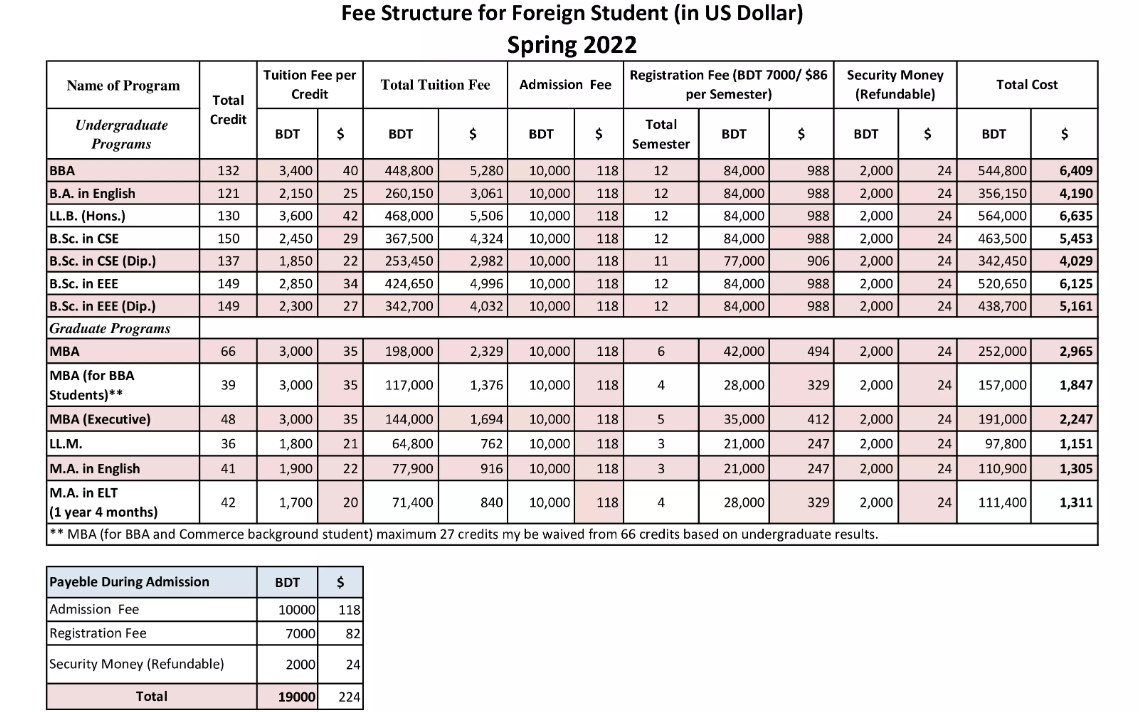 Fee Structure for Foreign Student (in US Dollar)
Spring 2022
Name of Program Total Credit Tuition Fee per Credit Total Tuition Fee Admission Fee Registration Fee (BDT 7000/ $86 per Semester) Security Money (Refundable) Total Cost
Undergraduate Programs BDT $ BDT $ BDT $ Total Semester BDT $ BDT $ BDT $
BBA 132 3,400 40 448,800 5,280 10,000 118 12 84,000 988 2,000 24 544,800 6,409
B.A. in English 121 2,150 25 260,150 3,061 10,000 118 12 84,000 988 2,000 24 356,150 4,190
LL.B. (Hons.) 130 3,600 42 468,000 5,506 10,000 118 12 84,000 988 2,000 24 564,000 6,635
B.Sc. in CSE 150 2,450 29 367,500 4,324 10,000 118 12 84,000 988 2,000 24 463,500 5,453
B.Sc. in CSE (Dip.) 137 1,850 22 253,450 2,982 10,000 118 11 77,000 906 2,000 24 342,450 4,029
B.Sc. in EEE 149 2,850 34 424,650 4,996 10,000 118 12 84,000 988 2,000 24 520,650 6,125
B.Sc. in EEE (Dip.) 149 2,300 27 342,700 4,032 10,000 118 12 84,000 988 2,000 24 438,700 5,161
Graduate Programs
MBA 66 3,000 35 198,000 2,329 10,000 118 6 42,000 494 2,000 24 252,000 2,965
MBA (for BBA Students)** 39 3,000 35 117,000 1,376 10,000 118 4 28,000 329 2,000 24 157,000 1,847
MBA (Executive) 48 3,000 35 144,000 1,694 10,000 118 5 35,000 412 2,000 24 191,000 2,247
LL.M. 36 1,800 21 64,800 762 10,000 118 3 21,000 247 2,000 24 97,800 1,151
M.A. in English 41 1,900 22 77,900 916 10,000 118 3 21,000 247 2,000 24 110,900 1,305
M.A. in ELT (1 year 4 months) 42 1,700 20 71,400 840 10,000 118 4 28,000 329 2,000 24 111,400 1,311
** MBA (for BBA and Commerce background student) maximum 27 credits my be waived from 66 credits based on undergraduate results.
Payeble During Admission BDT $
Admission Fee 10000 118
Registration Fee 7000 82
Security Money (Refundable) 2000 24
Total 19000 224